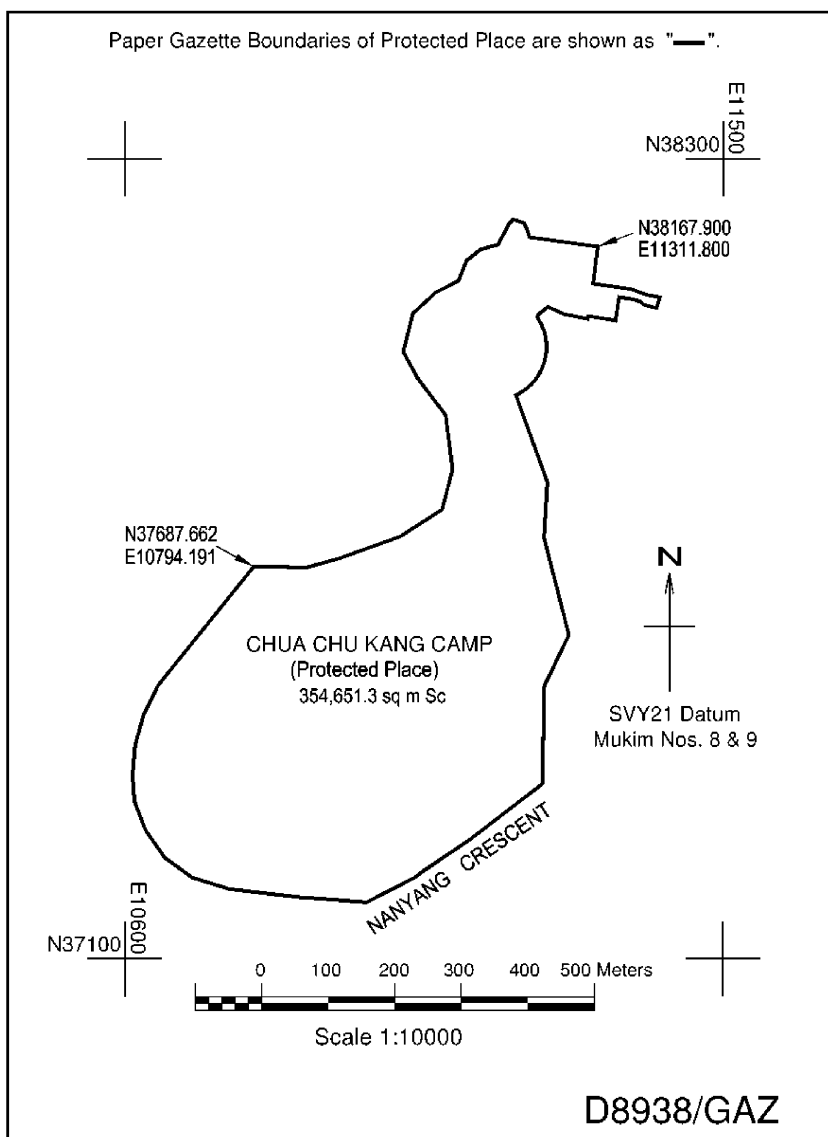 Paper Gazette Boundaries of Protected Place are shown as "━━".
E11500
N38300
N38167.900
E11311.800
N37687.662
E10794.191
N
CHUA CHU KANG CAMP
(Protected Place)
354,651.3 sq m Sc
SVY21 Datum
Mukim Nos. 8 & 9
NANYANG CRESCENT
E10600
N37100
0 100 200 300 400 500 Meters
Scale 1:10000
D8938/GAZ